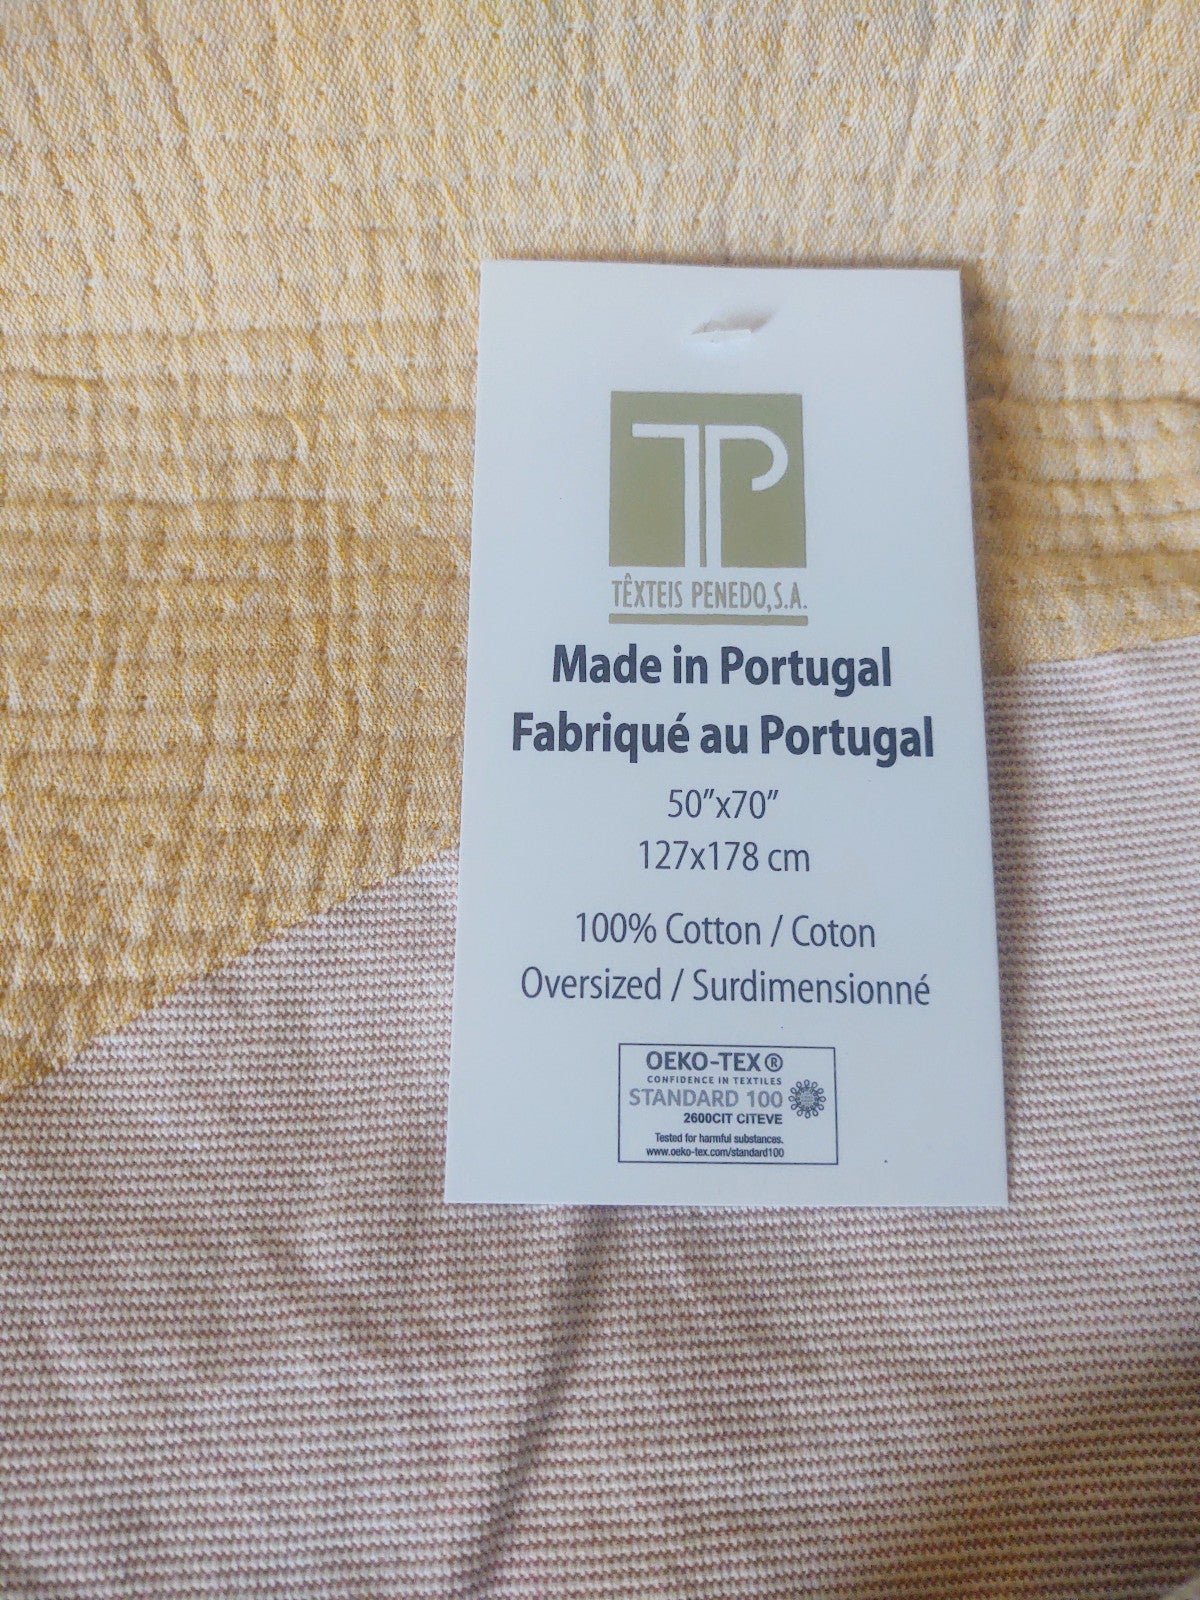 TP
TÊXTEIS PENEDO, S.A.
Made in Portugal
Fabriqué au Portugal
50”x70”
127x178 cm
100% Cotton / Coton
Oversized / Surdimensionné
OEKO-TEX®
CONFIDENCE IN TEXTILES
STANDARD 100
2600CIT CITEVE
Tested for harmful substances.
www.oeko-tex.com/standard100